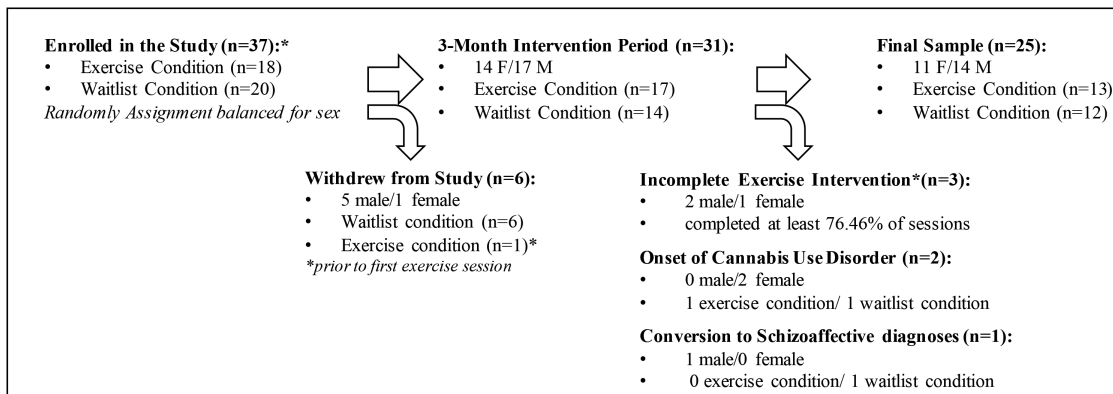 Enrolled in the Study (n=37):*
• Exercise Condition (n=18)
• Waitlist Condition (n=20)
Randomly Assignment balanced for sex
3-Month Intervention Period (n=31):
• 14 F/17 M
• Exercise Condition (n=17)
• Waitlist Condition (n=14)
Final Sample (n=25):
• 11 F/14 M
• Exercise Condition (n=13)
• Waitlist Condition (n=12)
Withdrew from Study (n=6):
• 5 male/1 female
• Waitlist condition (n=6)
• Exercise condition (n=1)*
*prior to first exercise session
Incomplete Exercise Intervention*(n=3):
• 2 male/1 female
• completed at least 76.46% of sessions
Onset of Cannabis Use Disorder (n=2):
• 0 male/2 female
• 1 exercise condition/ 1 waitlist condition
Conversion to Schizoaffective diagnoses (n=1):
• 1 male/0 female
• 0 exercise condition/ 1 waitlist condition